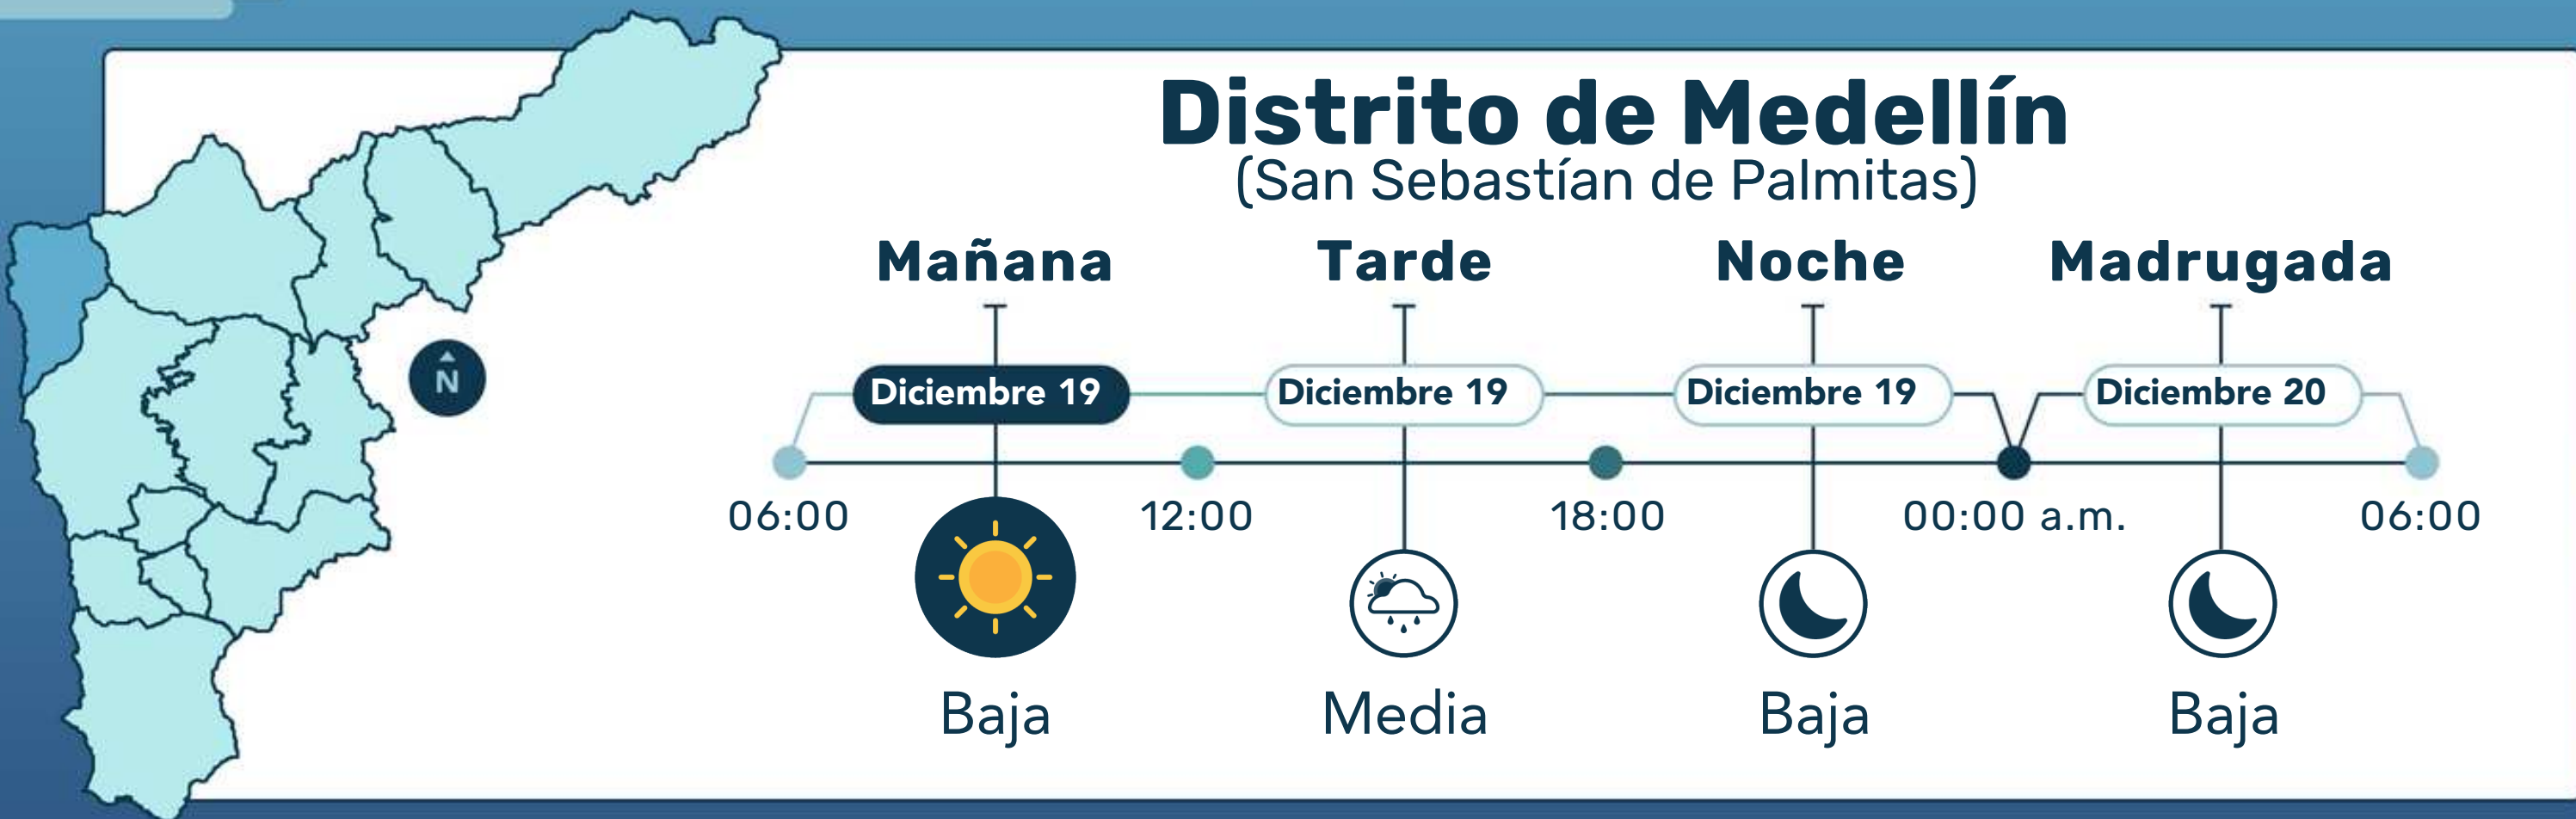 Distrito de Medellín
(San Sebastían de Palmitas)
Mañana Tarde Noche Madrugada
Diciembre 19 Diciembre 19 Diciembre 19 Diciembre 20
N
06:00 12:00 18:00 00:00 a.m. 06:00
Baja Media Baja Baja